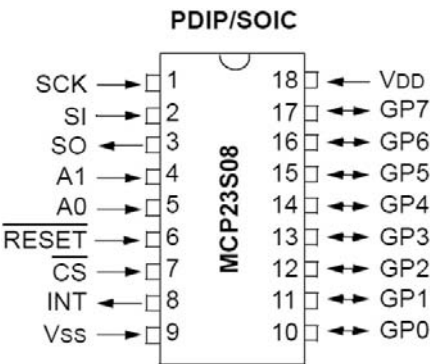 PDIP/SOIC
SCK 1 18 VDD
SI 2 17 GP7
SO 3 16 GP6
A1 4 15 GP5
A0 5 14 GP4
RESET 6 13 GP3
CS 7 12 GP2
INT 8 11 GP1
VSS 9 10 GP0
MCP23S08